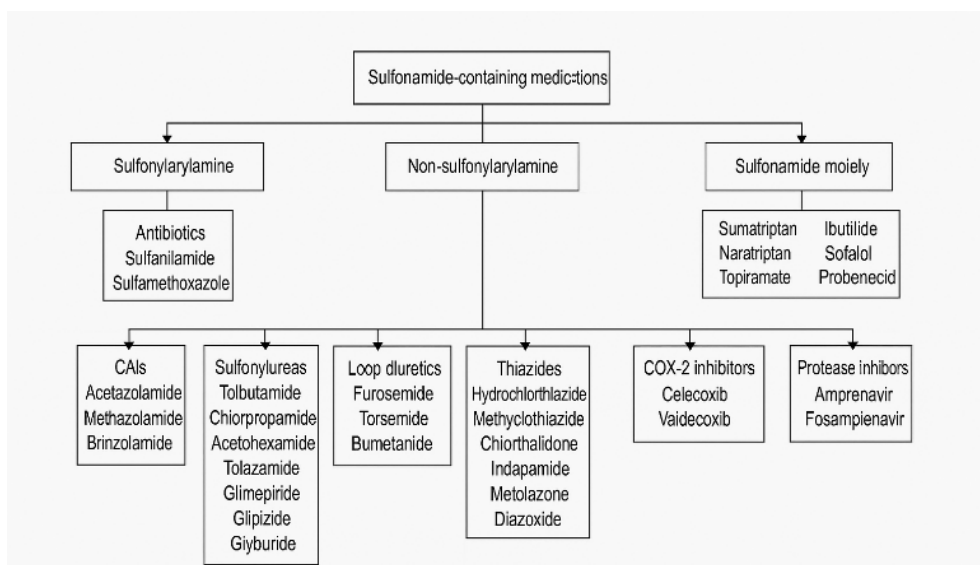 Sulfonamide-containing medictions
Sulfonylarylamine
Non-sulfonylarylamine
Sulfonamide moiely
Antibiotics
Sulfanilamide
Sulfamethoxazole
Sumatriptan Ibutilide
Naratriptan Sofalol
Topiramate Probenecid
CAIs
Acetazolamide
Methazolamide
Brinzolamide
Sulfonylureas
Tolbutamide
Chiorpropamide
Acetohexamide
Tolazamide
Glimepiride
Glipizide
Giyburide
Loop dluretics
Furosemide
Torsemide
Bumetanide
Thiazides
Hydrochlorthlazide
Methyclothiazide
Chiorthalidone
Indapamide
Metolazone
Diazoxide
COX-2 inhibitors
Celecoxib
Vaidecoxib
Protease inhibors
Amprenavir
Fosampienavir